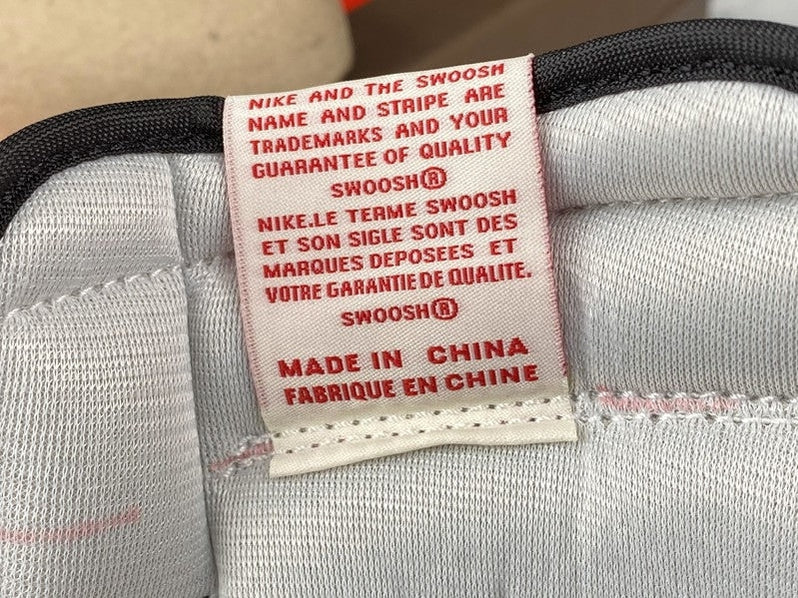 NIKE AND THE SWOOSH
NAME AND STRIPE ARE
TRADEMARKS AND YOUR
GUARANTEE OF QUALITY
SWOOSH®
NIKE.LE TERME SWOOSH
ET SON SIGLE SONT DES
MARQUES DEPOSEES ET
VOTRE GARANTIE DE QUALITE.
SWOOSH®
MADE IN CHINA
FABRIQUE EN CHINE